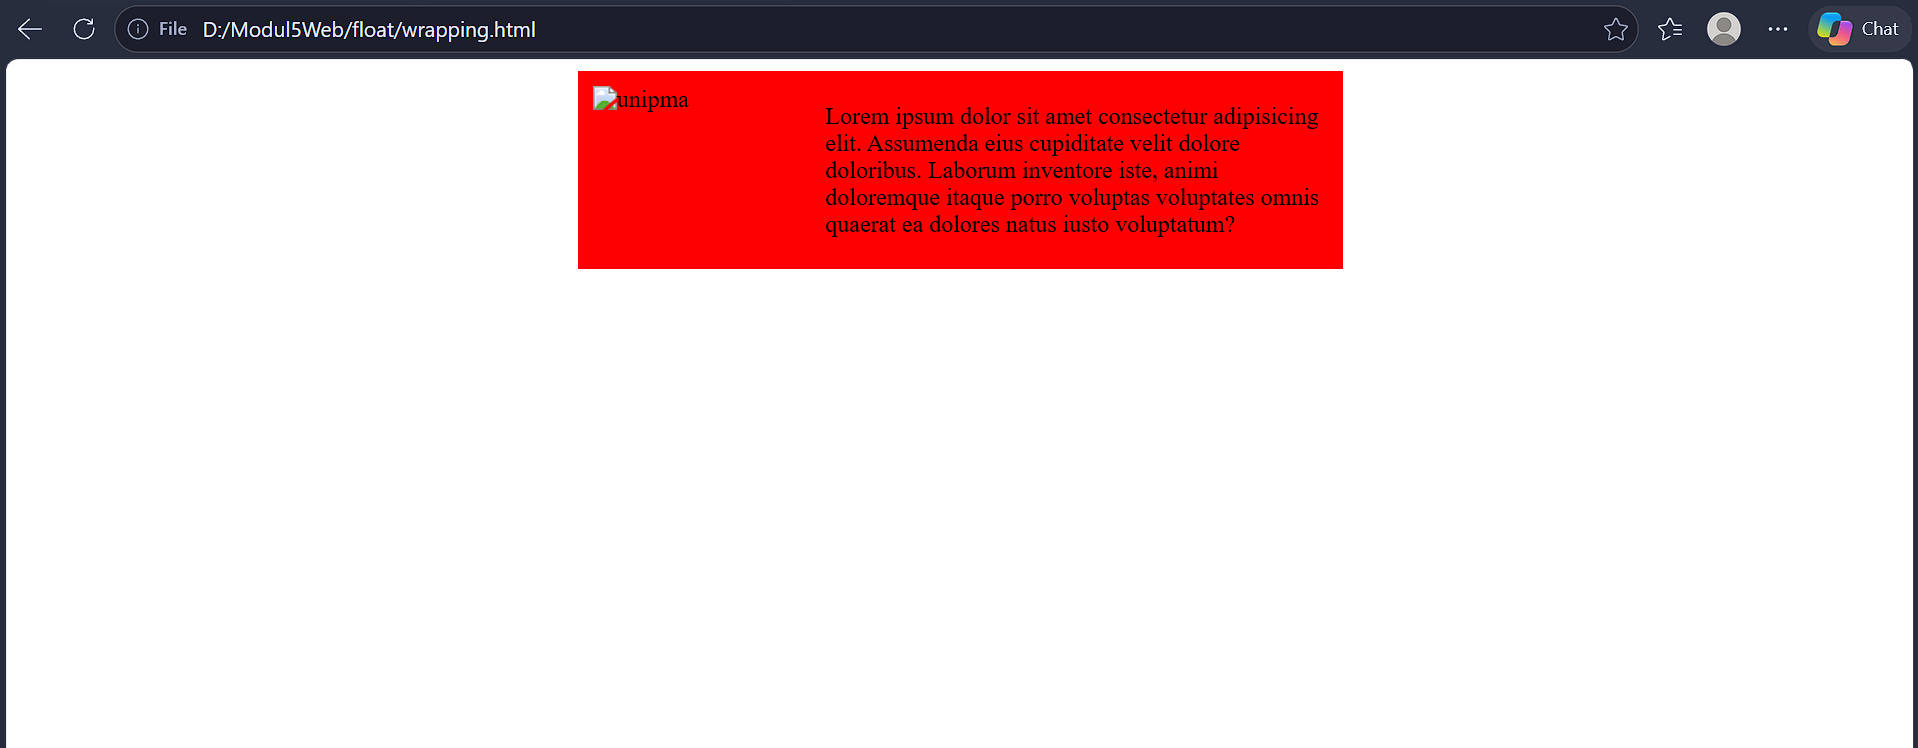 File D:/Modul5Web/float/wrapping.html
Chat
unipma
Lorem ipsum dolor sit amet consectetur adipisicing
elit. Assumenda eius cupiditate velit dolore
doloribus. Laborum inventore iste, animi
doloremque itaque porro voluptas voluptates omnis
quaerat ea dolores natus iusto voluptatum?